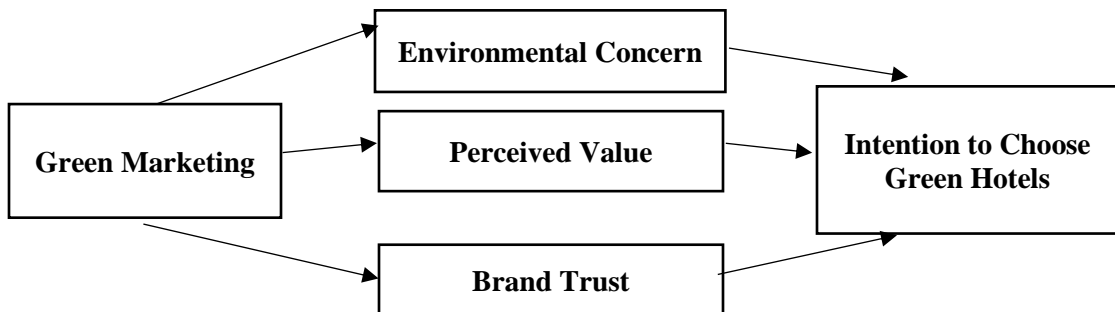 Environmental Concern
Green Marketing
Perceived Value
Intention to Choose
Green Hotels
Brand Trust